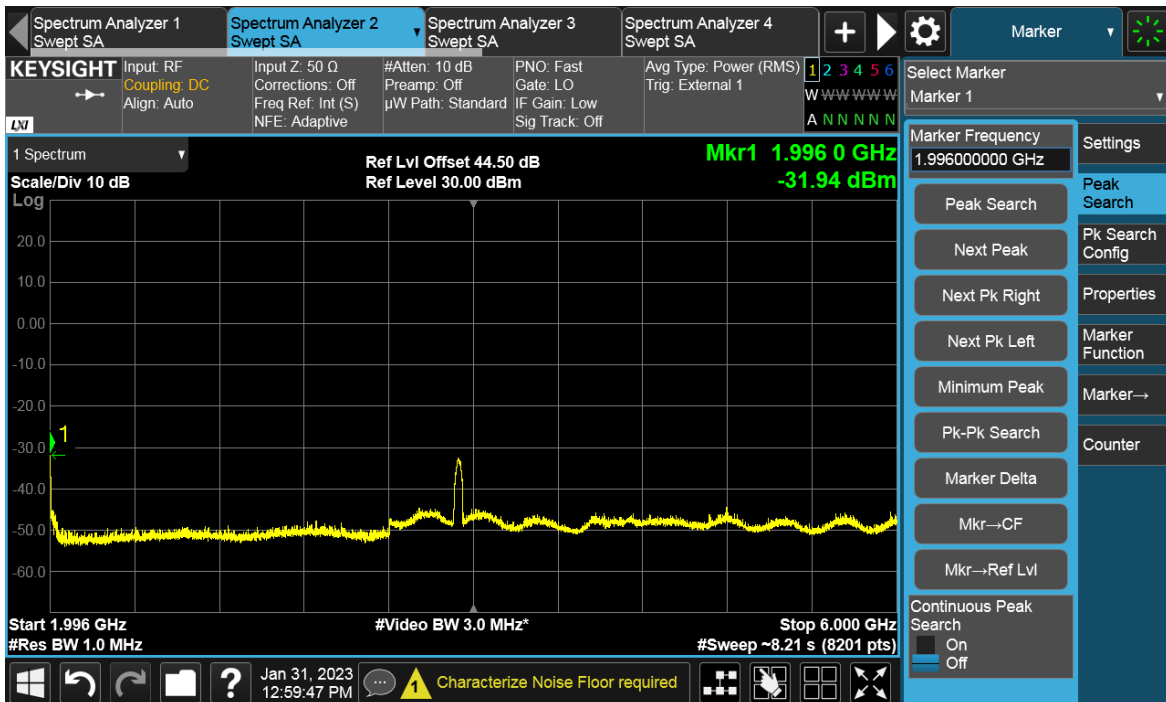 Spectrum Analyzer 1
Swept SA
Spectrum Analyzer 2
Swept SA
Spectrum Analyzer 3
Swept SA
Spectrum Analyzer 4
Swept SA
+
Marker
KEYSIGHT
LXI
Input: RF
Coupling: DC
Align: Auto
Input Z: 50 Ω
Corrections: Off
Freq Ref: Int (S)
NFE: Adaptive
#Atten: 10 dB
Preamp: Off
µW Path: Standard
PNO: Fast
Gate: LO
IF Gain: Low
Sig Track: Off
Avg Type: Power (RMS)
Trig: External 1
1 2 3 4 5 6
W W W W W W
A N N N N N
Select Marker
Marker 1
1 Spectrum
Scale/Div 10 dB
Log
Ref Lvl Offset 44.50 dB
Ref Level 30.00 dBm
Mkr1 1.996 0 GHz
-31.94 dBm
20.0
10.0
0.00
-10.0
-20.0
-30.0
-40.0
-50.0
-60.0
1
Start 1.996 GHz
#Res BW 1.0 MHz
#Video BW 3.0 MHz*
Stop 6.000 GHz
#Sweep ~8.21 s (8201 pts)
Marker Frequency
1.996000000 GHz
Peak Search
Next Peak
Next Pk Right
Next Pk Left
Minimum Peak
Pk-Pk Search
Marker Delta
Mkr→CF
Mkr→Ref Lvl
Continuous Peak
Search
On
Off
Settings
Peak
Search
Pk Search
Config
Properties
Marker
Function
Marker→
Counter
?
Jan 31, 2023
12:59:47 PM
1
Characterize Noise Floor required